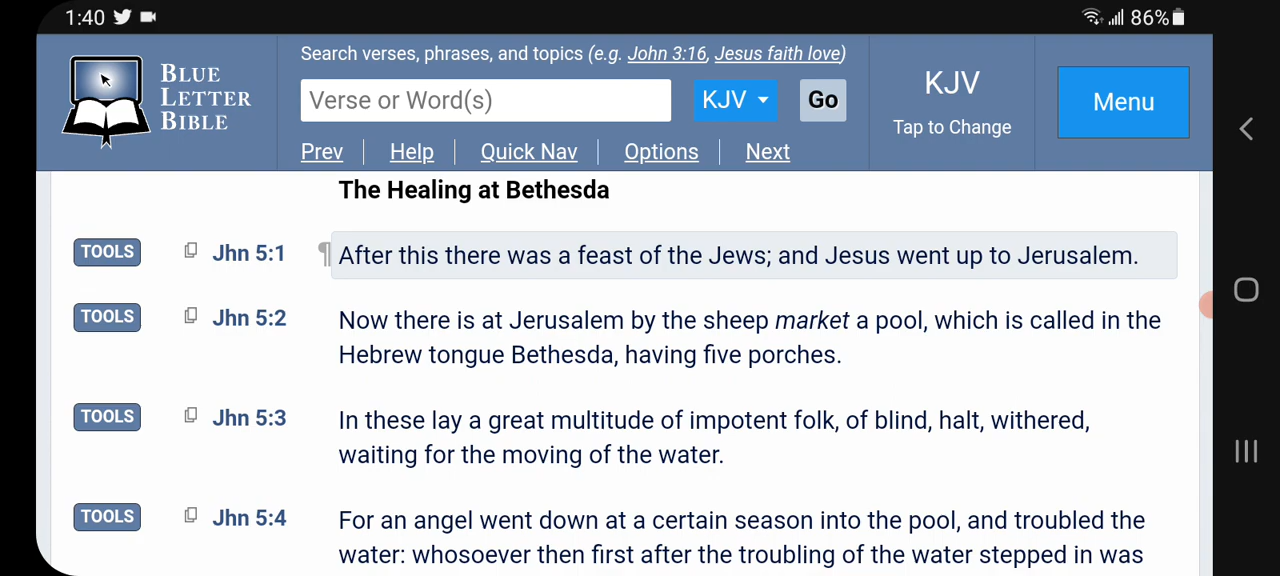 1:40 86%
Search verses, phrases, and topics (e.g. John 3:16, Jesus faith love)
BLUE
LETTER
BIBLE
Verse or Word(s) KJV Go
KJV
Tap to Change
Menu
Prev Help Quick Nav Options Next
The Healing at Bethesda
TOOLS Jhn 5:1 ¶ After this there was a feast of the Jews; and Jesus went up to Jerusalem.
TOOLS Jhn 5:2 Now there is at Jerusalem by the sheep market a pool, which is called in the
Hebrew tongue Bethesda, having five porches.
TOOLS Jhn 5:3 In these lay a great multitude of impotent folk, of blind, halt, withered,
waiting for the moving of the water.
TOOLS Jhn 5:4 For an angel went down at a certain season into the pool, and troubled the
water: whosoever then first after the troubling of the water stepped in was